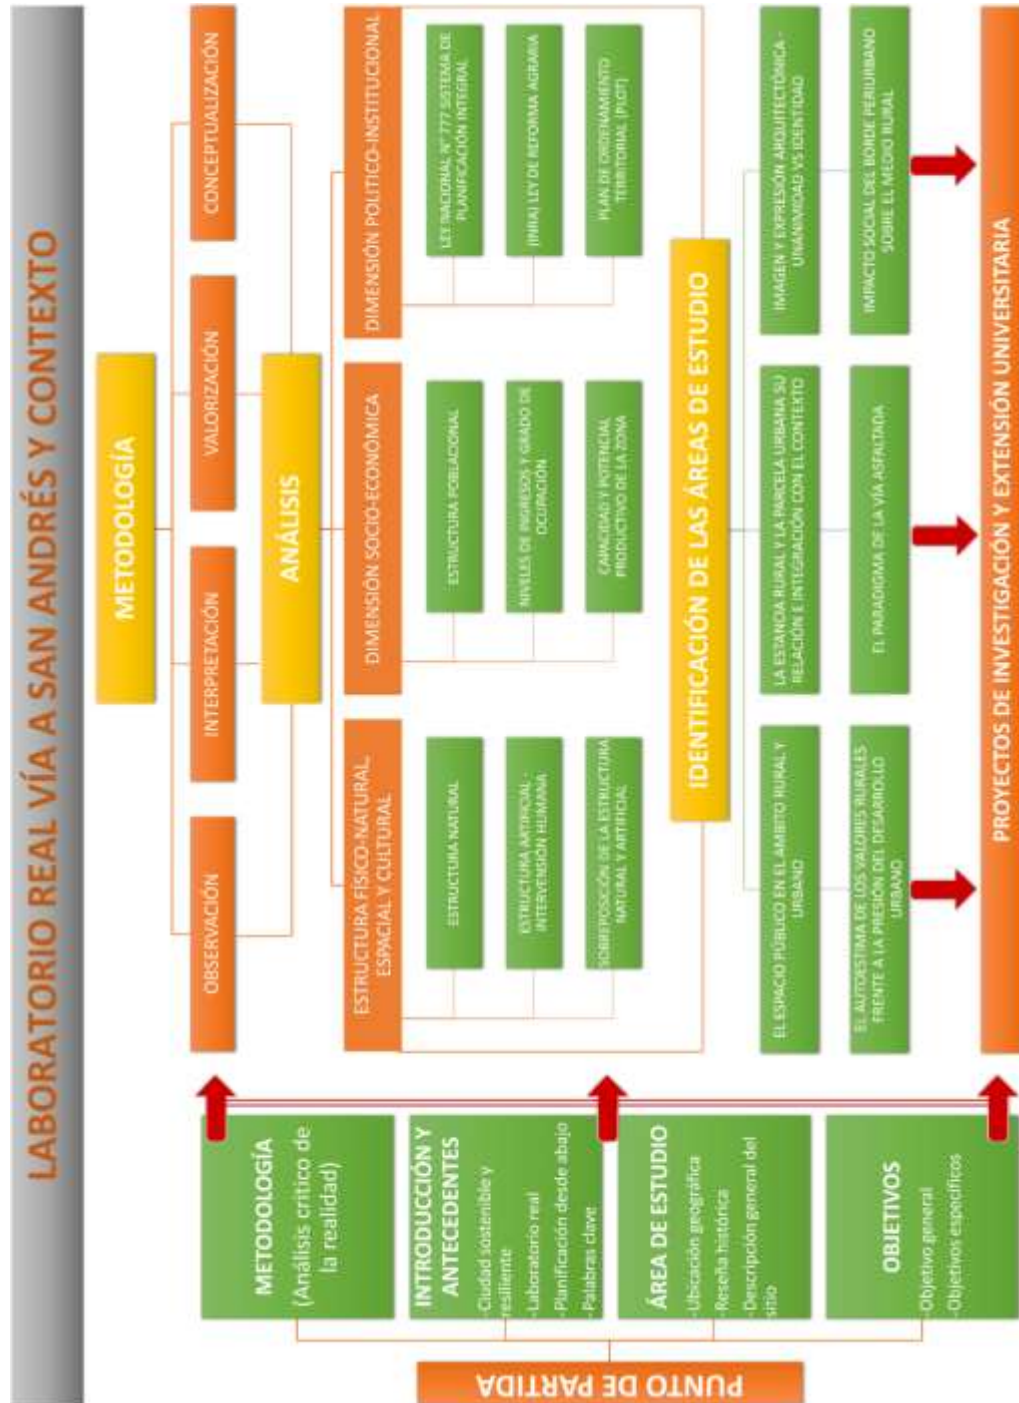 LABORATORIO REAL VÍA A SAN ANDRÉS Y CONTEXTO
PUNTO DE PARTIDA
METODOLOGÍA
(Análisis critico de
la realidad)
INTRODUCCIÓN Y
ANTECEDENTES
-Ciudad sostenible y
resiliente
-Laboratorio real
-Planificación desde abajo
-Palabras clave
ÁREA DE ESTUDIO
-Ubicación geográfica
-Reseña histórica
-Descripción general del
sitio
OBJETIVOS
-Objetivo general
-Objetivos específicos
METODOLOGÍA
OBSERVACIÓN
INTERPRETACIÓN
VALORIZACIÓN
CONCEPTUALIZACIÓN
ANÁLISIS
ESTRUCTURA FÍSICO-NATURAL,
ESPACIAL Y CULTURAL
ESTRUCTURA NATURAL
ESTRUCTURA ARTIFICIAL -
INTERVENSIÓN HUMANA
SOBREPOSICIÓN DE LA ESTRUCTURA
NATURAL Y ARTIFICIAL
DIMENSIÓN SOCIO-ECONÓMICA
ESTRUCTURA POBLACIONAL
NIVELES DE INGRESOS Y GRADO DE
OCUPACIÓN
CAPACIDAD Y POTENCIAL
PRODUCTIVO DE LA ZONA
DIMENSIÓN POLITICO-INSTITUCIONAL
LEY NACIONAL N° 777 SISTEMA DE
PLANIFICACIÓN INTEGRAL
(INRA) LEY DE REFORMA AGRARIA
PLAN DE ORDENAMIENTO
TERRITORIAL (PLOT)
IDENTIFICACIÓN DE LAS ÁREAS DE ESTUDIO
EL ESPACIO PÚBLICO EN EL AMBITO RURAL Y
URBANO
EL AUTOESTIMA DE LOS VALORES RURALES
FRENTE A LA PRESIÓN DEL DESARROLLO
URBANO
LA ESTANCIA RURAL Y LA PARCELA URBANA SU
RELACIÓN E INTEGRACIÓN CON EL CONTEXTO
EL PARADIGMA DE LA VÍA ASFALTADA
IMAGEN Y EXPRESIÓN ARQUITECTÓNICA -
UNANIMIDAD VS IDENTIDAD
IMPACTO SOCIAL DEL BORDE PERIURBANO
SOBRE EL MEDIO RURAL
PROYECTOS DE INVESTIGACIÓN Y EXTENSIÓN UNIVERSITARIA